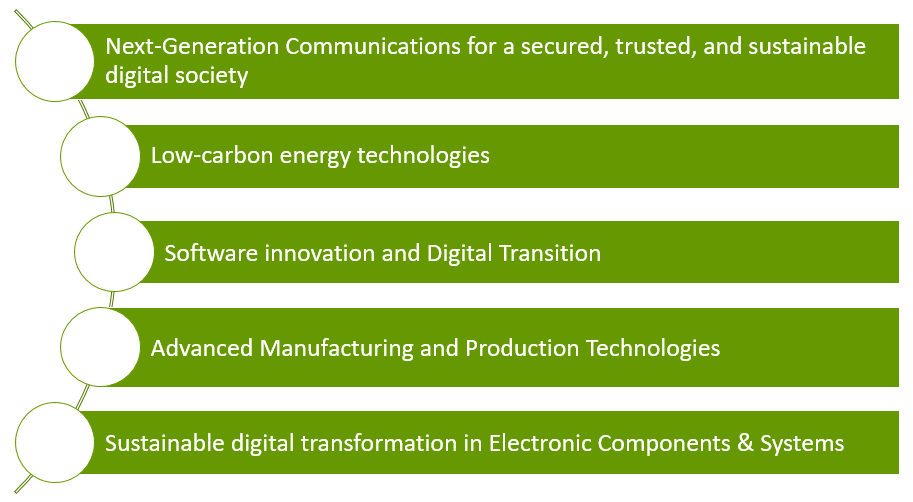 Next-Generation Communications for a secured, trusted, and sustainable
digital society
Low-carbon energy technologies
Software innovation and Digital Transition
Advanced Manufacturing and Production Technologies
Sustainable digital transformation in Electronic Components & Systems